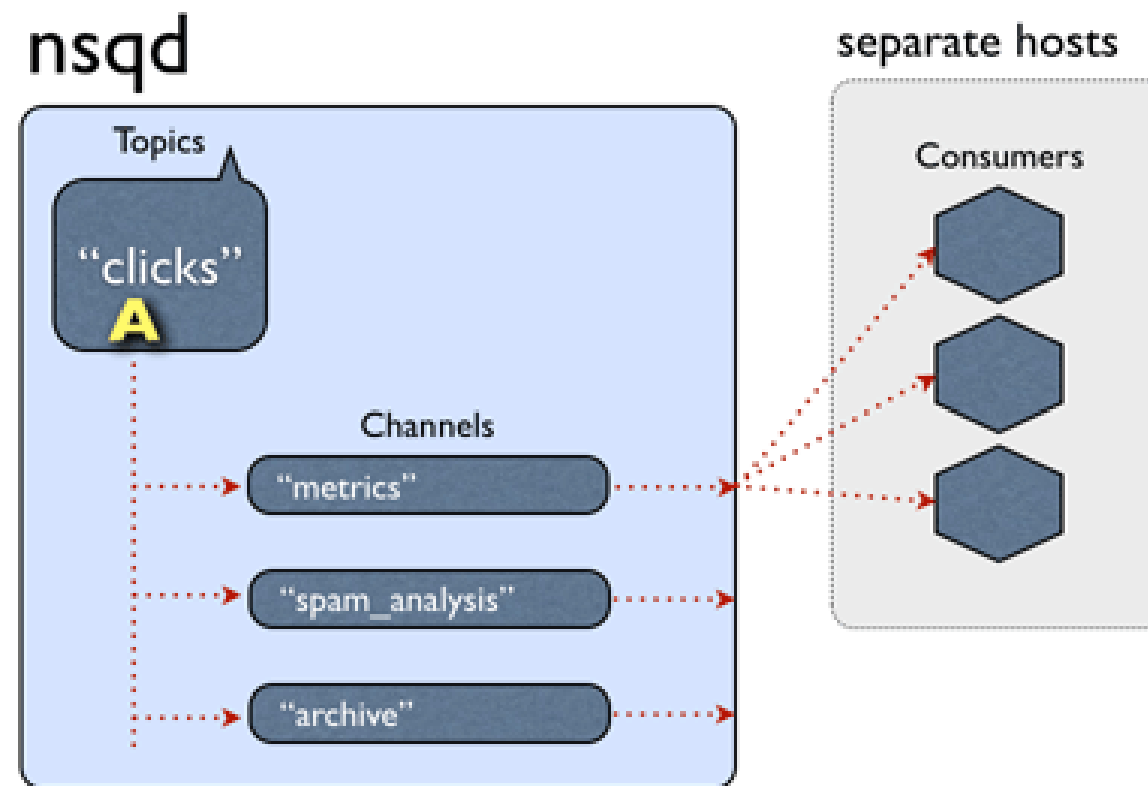 nsqd
separate hosts
Topics
“clicks”
A
Consumers
Channels
“metrics”
“spam_analysis”
“archive”